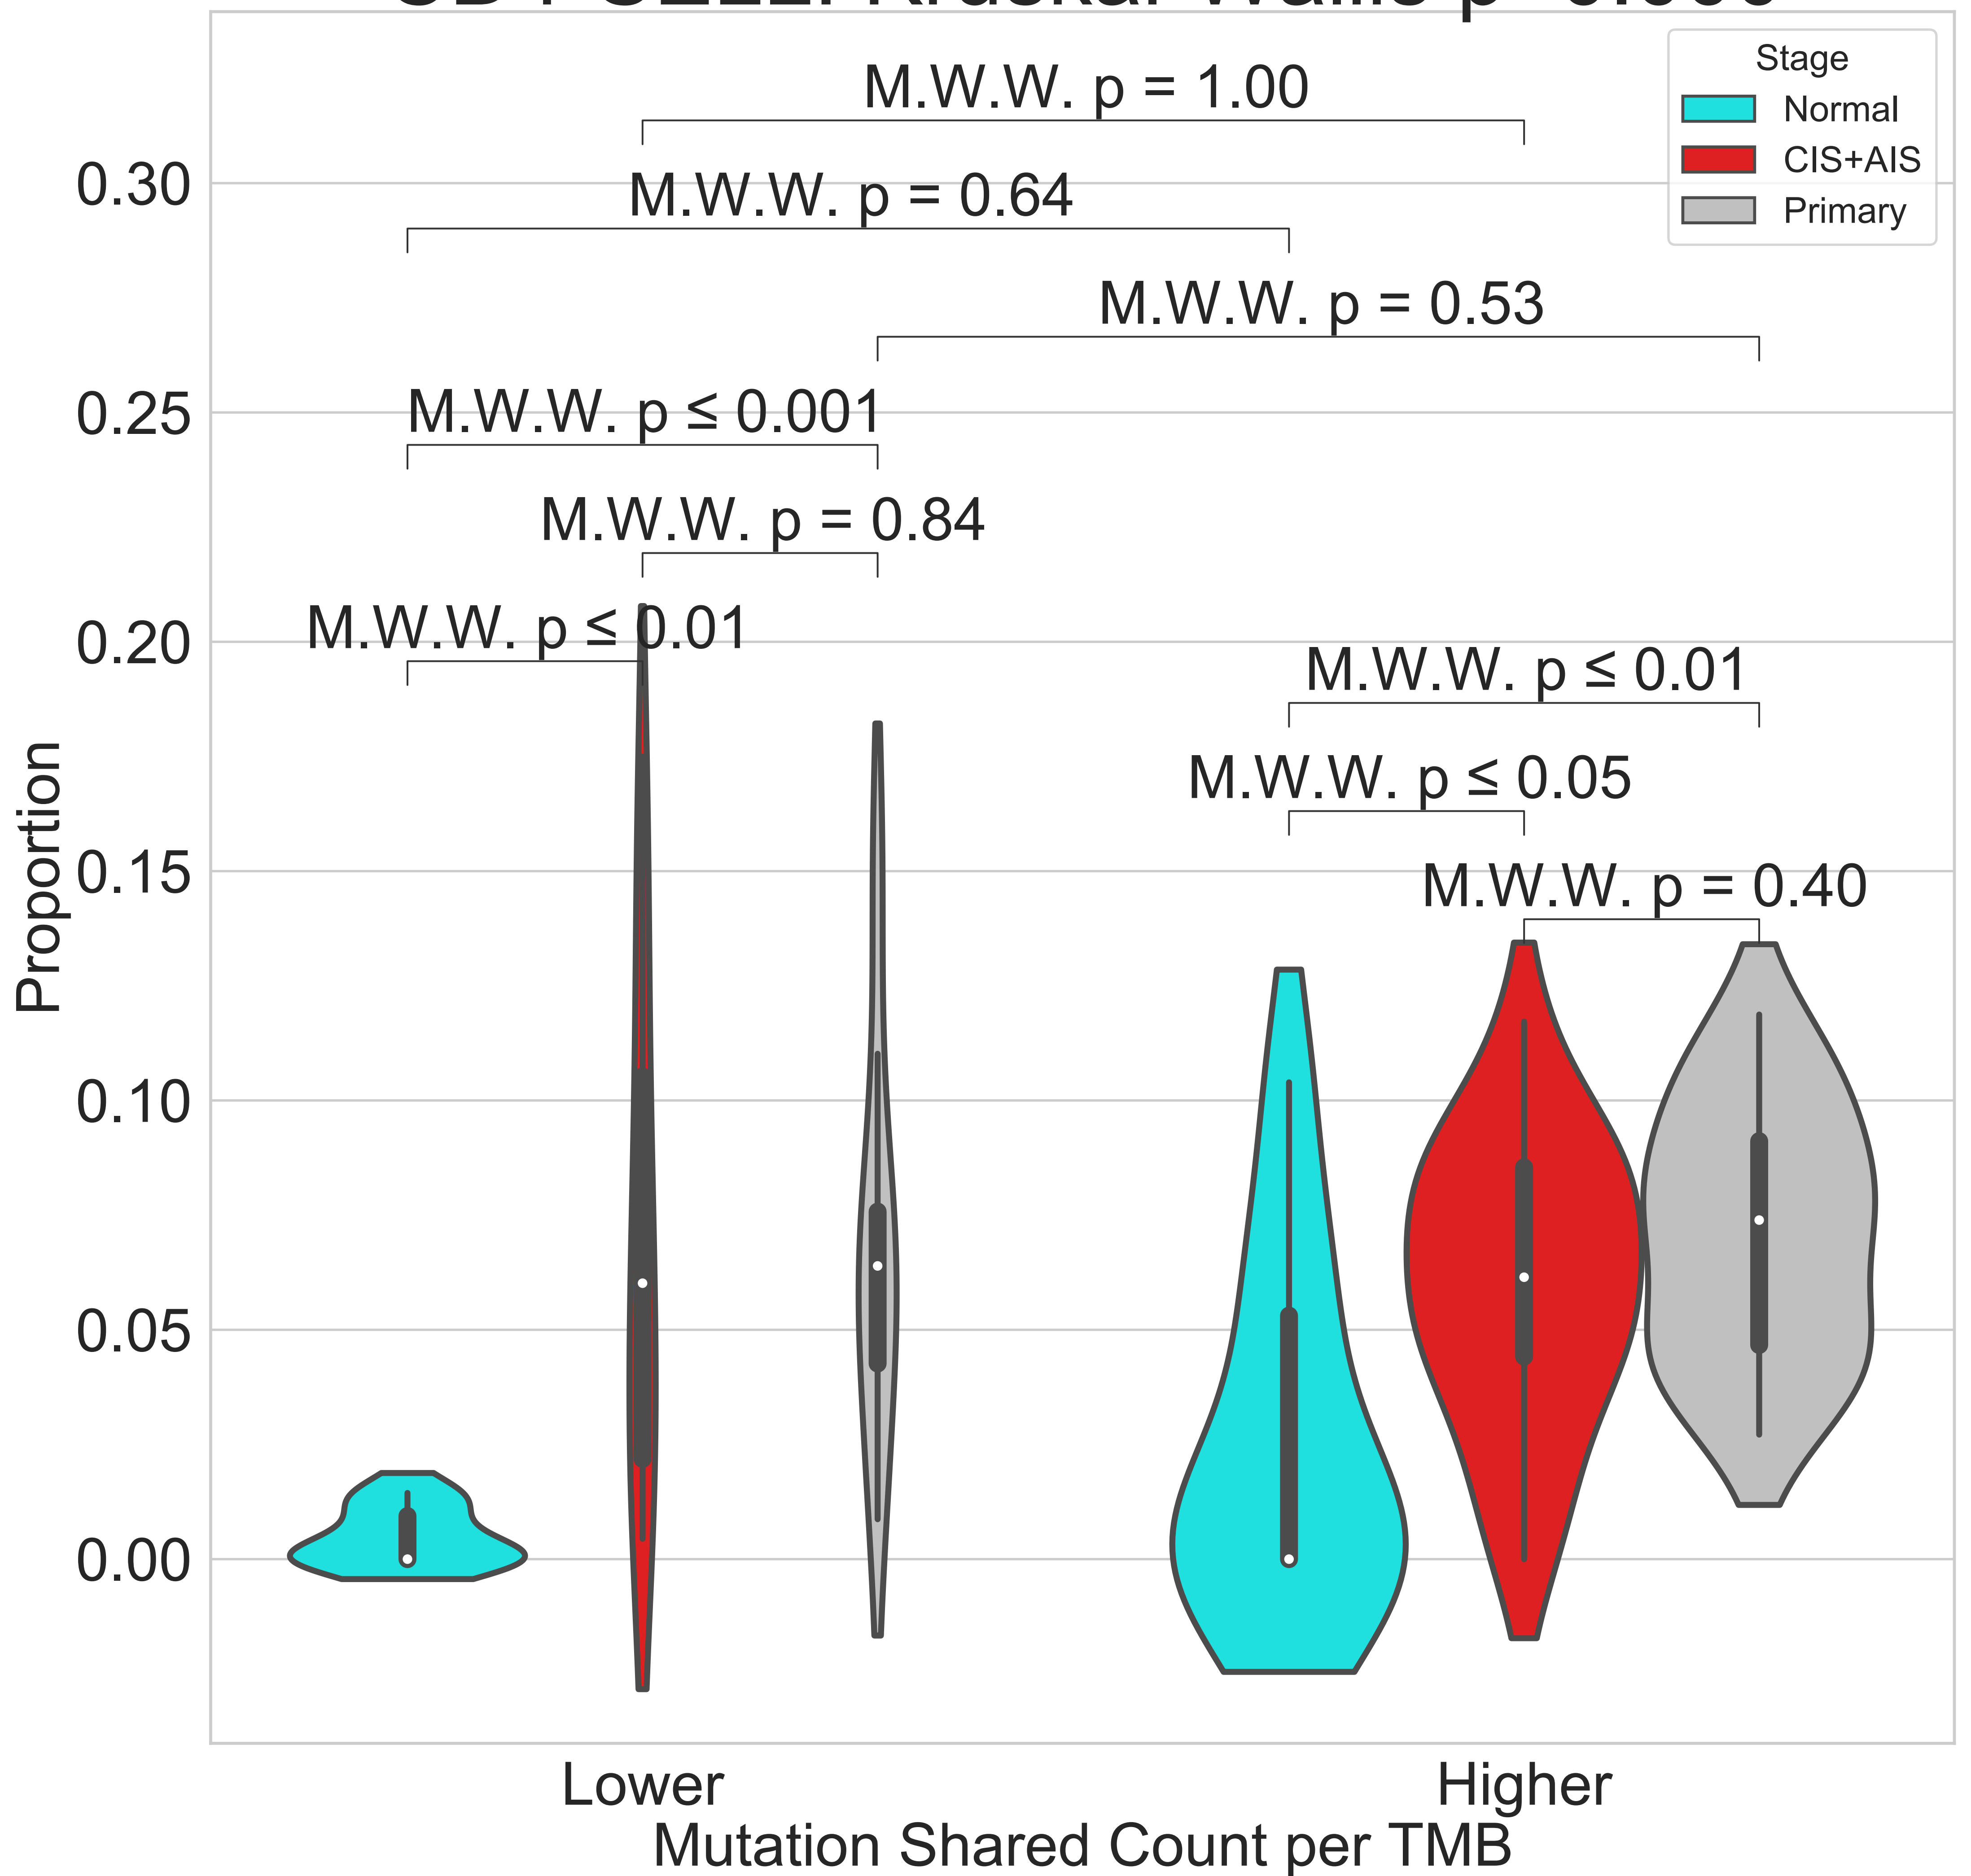 Stage
Normal
CIS+AIS
Primary
M.W.W. p = 1.00
M.W.W. p = 0.64
M.W.W. p = 0.53
M.W.W. p ≤ 0.001
M.W.W. p = 0.84
M.W.W. p ≤ 0.01
M.W.W. p ≤ 0.01
M.W.W. p ≤ 0.05
M.W.W. p = 0.40
0.30
0.25
0.20
0.15
0.10
0.05
0.00
Proportion
Lower
Higher
Mutation Shared Count per TMB